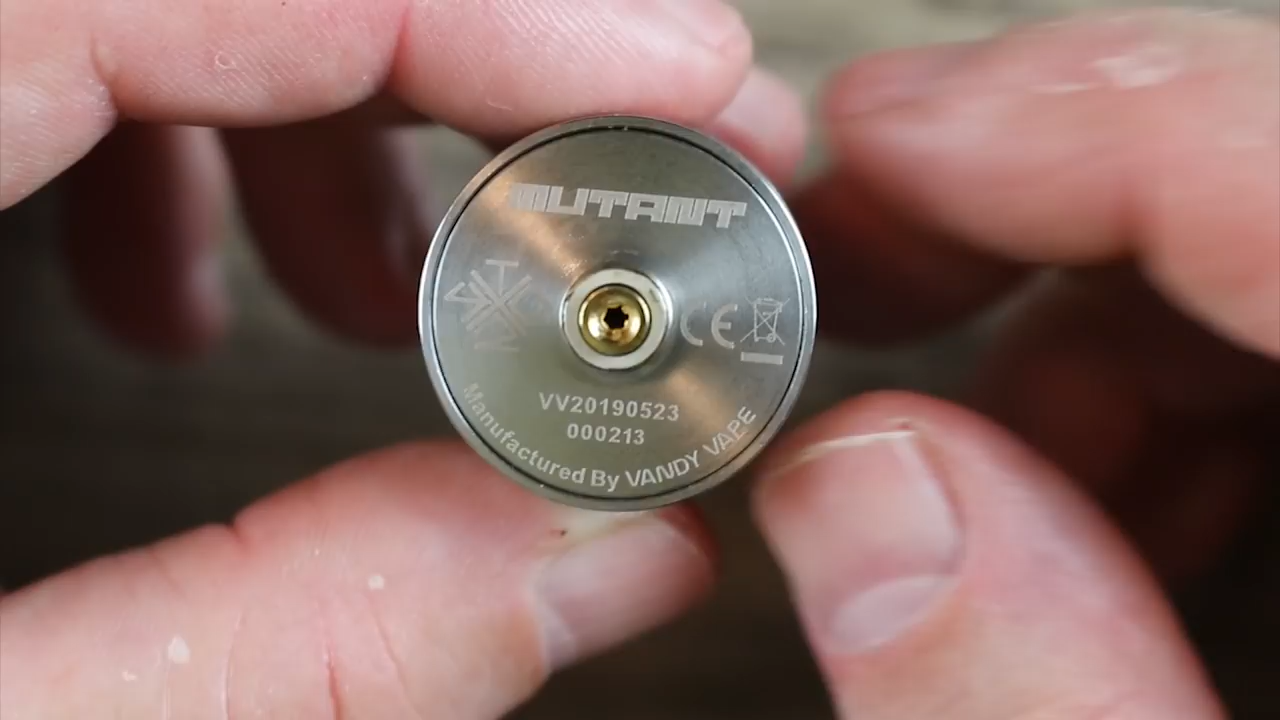 MUTANT
CE
VV20190523
000213
Manufactured By VANDY VAPE